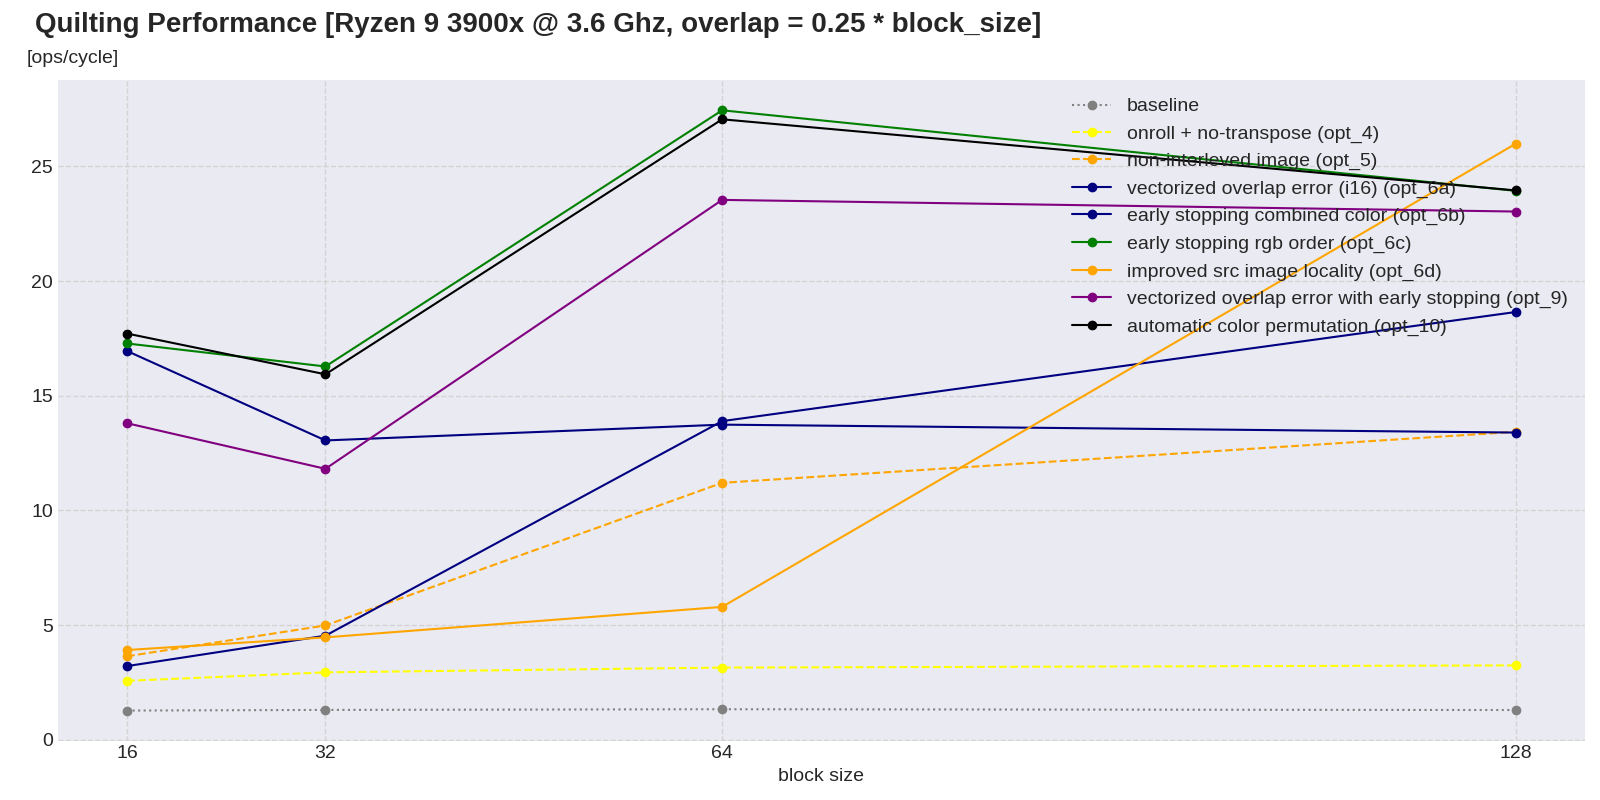 Quilting Performance [Ryzen 9 3900x @ 3.6 Ghz, overlap = 0.25 * block_size]
[ops/cycle]
baseline
onroll + no-transpose (opt_4)
non-interleved image (opt_5)
vectorized overlap error (i16) (opt_6a)
early stopping combined color (opt_6b)
early stopping rgb order (opt_6c)
improved src image locality (opt_6d)
vectorized overlap error with early stopping (opt_9)
automatic color permutation (opt_10)
25
20
15
10
5
0
16 32 64 128
block size